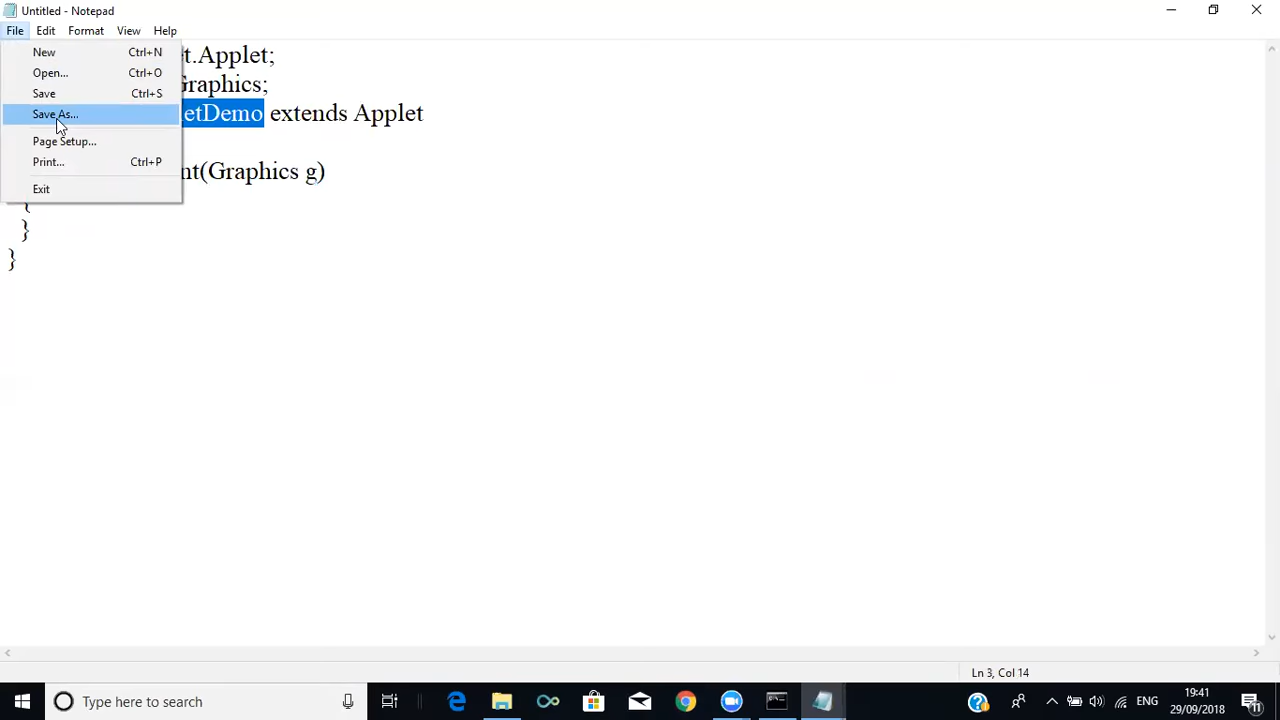 Untitled - Notepad
File Edit Format View Help
New Ctrl+N
Open... Ctrl+O
Save Ctrl+S
Save As...
Page Setup...
Print... Ctrl+P
Exit
t.Applet;
Graphics;
letDemo extends Applet
nt(Graphics g)
{
}
}
Ln 3, Col 14
Type here to search
ENG
19:41
29/09/2018
11